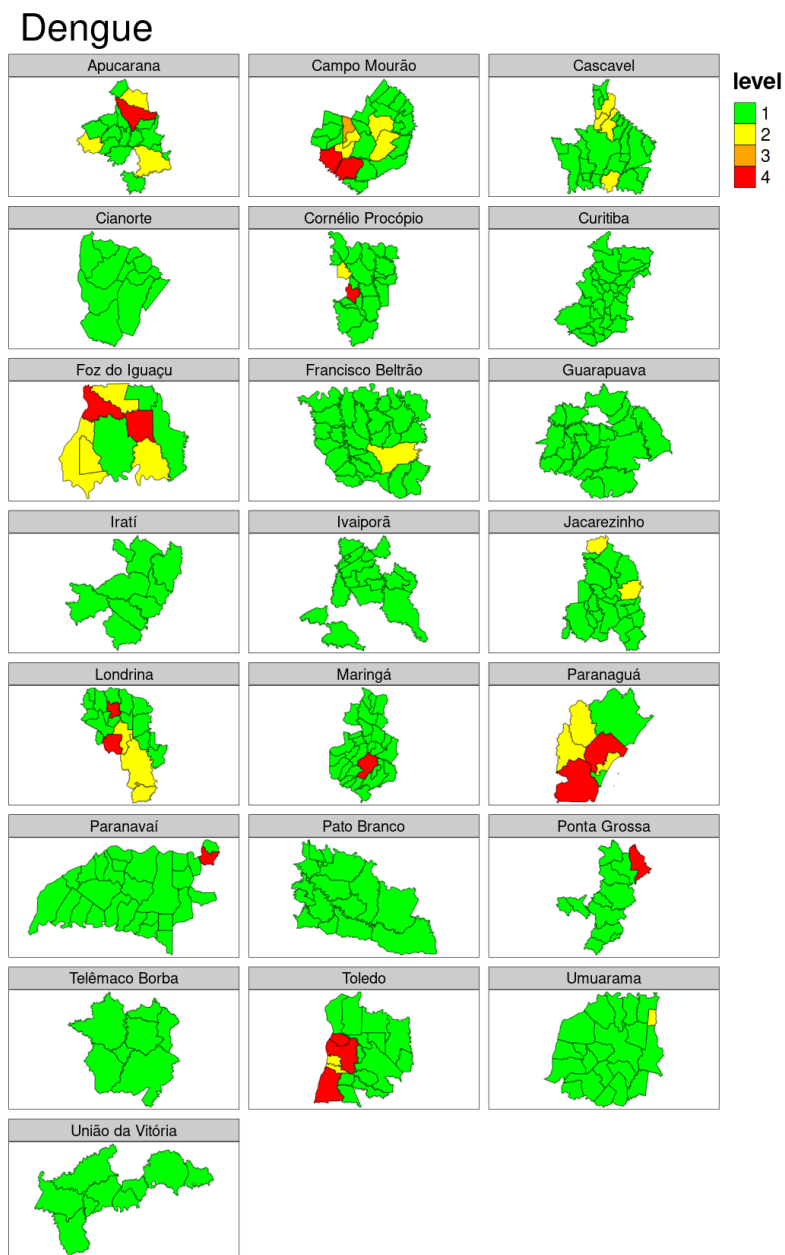 Dengue
Apucarana
Campo Mourão
Cascavel
level
1
2
3
4
Cianorte
Cornélio Procópio
Curitiba
Foz do Iguaçu
Francisco Beltrão
Guarapuava
Iratí
Ivaiporã
Jacarezinho
Londrina
Maringá
Paranaguá
Paranavaí
Pato Branco
Ponta Grossa
Telêmaco Borba
Toledo
Umuarama
União da Vitória